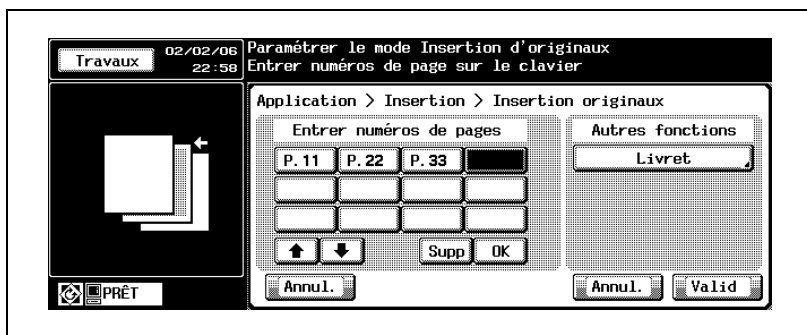 Travaux
02/02/06
22:58
Paramétrer le mode Insertion d'originaux
Entrer numéros de page sur le clavier
Application > Insertion > Insertion originaux
Entrer numéros de pages
Autres fonctions
P. 11 P. 22 P. 33
Livret
Supp OK
Annul.
Annul. Valid
PRÊT